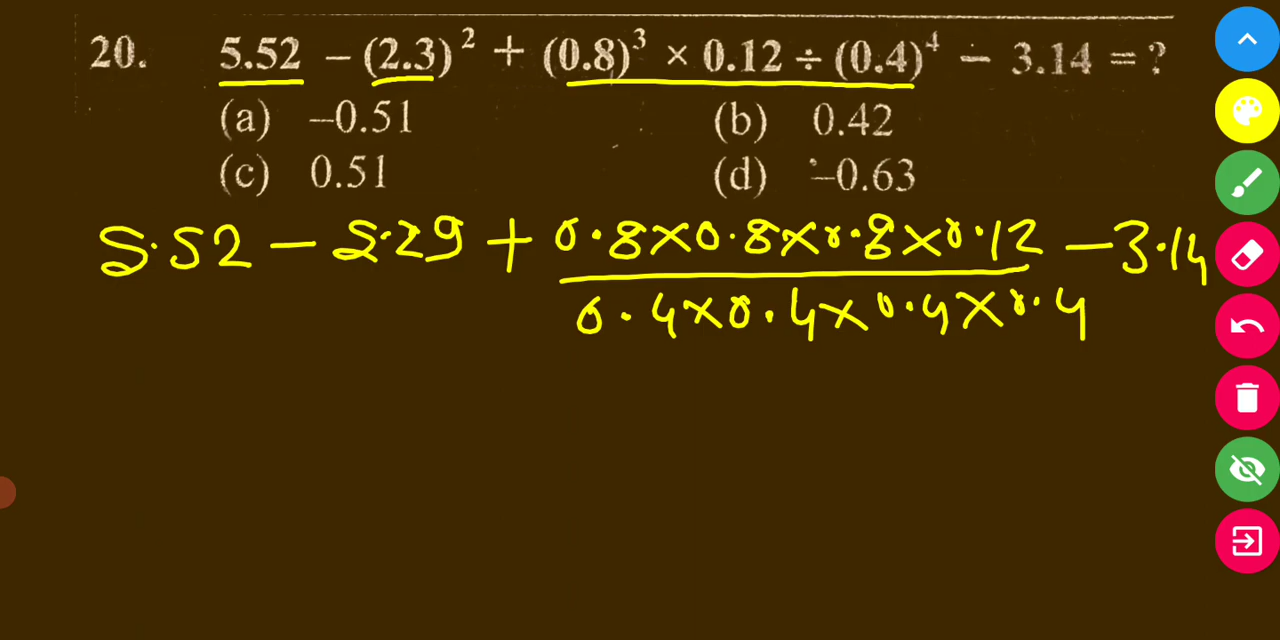 20. 5.52 – (2.3)² + (0.8)³ × 0.12 ÷ (0.4)⁴ – 3.14 = ?
(a) –0.51 (b) 0.42
(c) 0.51 (d) –0.63
5.52 – 5.29 + 0.8×0.8×0.8×0.12 – 3.14
0.4×0.4×0.4×0.4